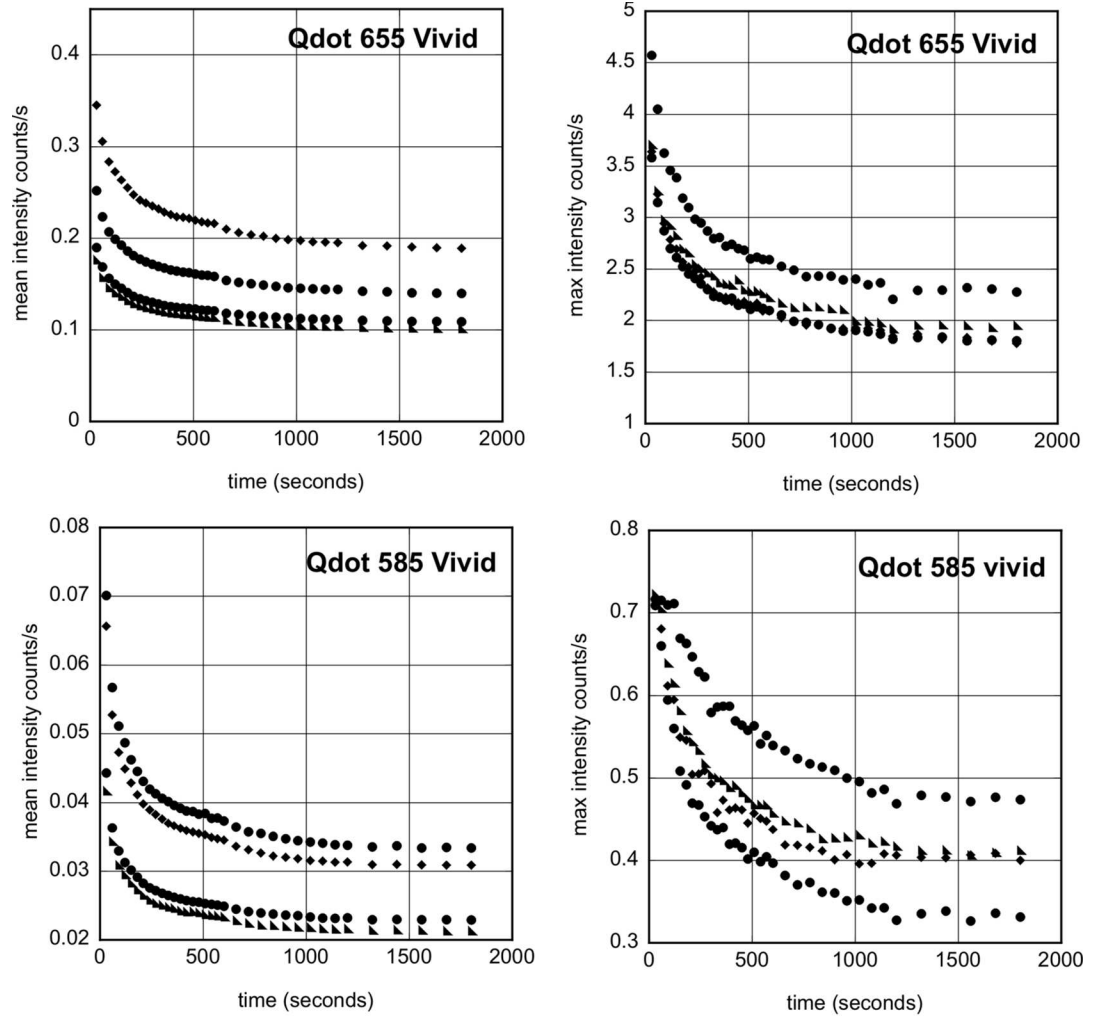 Qdot 655 Vivid
mean intensity counts/s
0.4
0.3
0.2
0.1
0
0 500 1000 1500 2000
time (seconds)
Qdot 655 Vivid
max intensity counts/s
5
4.5
4
3.5
3
2.5
2
1.5
1
0 500 1000 1500 2000
time (seconds)
Qdot 585 Vivid
mean intensity counts/s
0.08
0.07
0.06
0.05
0.04
0.03
0.02
0 500 1000 1500 2000
time (seconds)
Qdot 585 vivid
max intensity counts/s
0.8
0.7
0.6
0.5
0.4
0.3
0 500 1000 1500 2000
time (seconds)